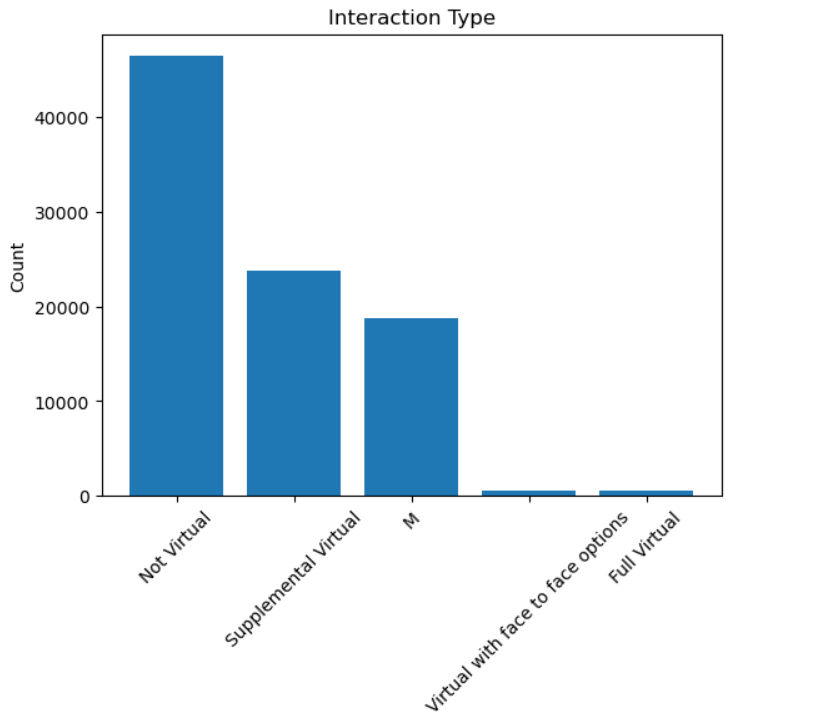 Interaction Type
Count
40000
30000
20000
10000
0
Not Virtual
Supplemental Virtual
M
Virtual with face to face options
Full Virtual